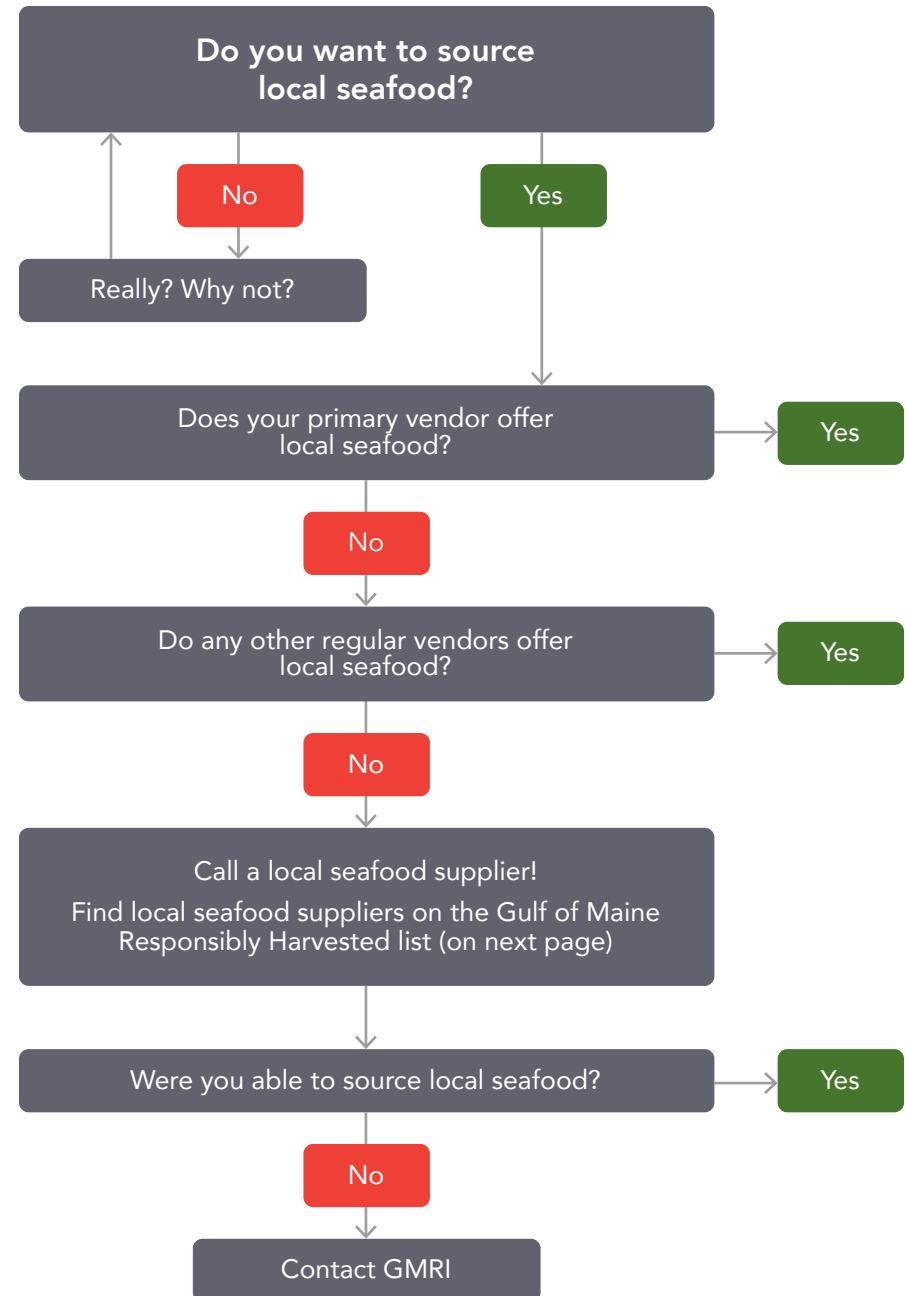 Do you want to source
local seafood?
No
Yes
Really? Why not?
Does your primary vendor offer
local seafood?
Yes
No
Do any other regular vendors offer
local seafood?
Yes
No
Call a local seafood supplier!
Find local seafood suppliers on the Gulf of Maine
Responsibly Harvested list (on next page)
Were you able to source local seafood?
Yes
No
Contact GMRI